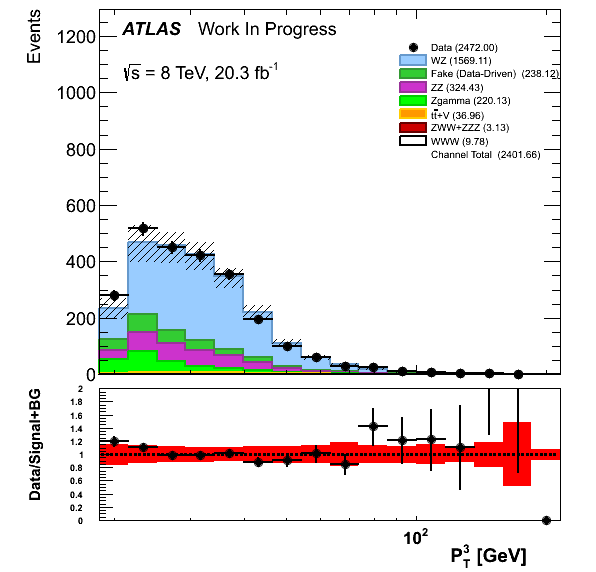 Events
ATLAS Work In Progress
√s = 8 TeV, 20.3 fb⁻¹
Data (2472.00)
WZ (1569.11)
Fake (Data-Driven) (238.12)
ZZ (324.43)
Zgamma (220.13)
tt̄+V (36.96)
ZWW+ZZZ (3.13)
WWW (9.78)
Channel Total (2401.66)
1200
1000
800
600
400
200
0
Data/Signal+BG
2
1.8
1.6
1.4
1.2
1
0.8
0.6
0.4
0.2
0
10²
P³_T [GeV]